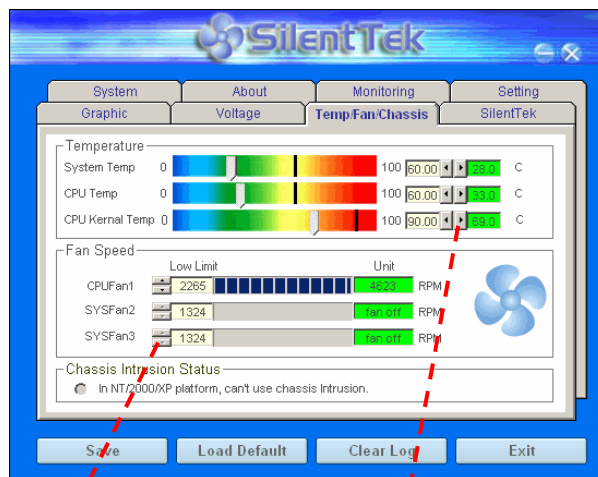 SilentTek
System About Monitoring Setting
Graphic Voltage Temp/Fan/Chassis SilentTek
Temperature
System Temp 0 100 60.00 28.0 C
CPU Temp 0 100 60.00 33.0 C
CPU Kernal Temp 0 100 90.00 69.0 C
Fan Speed
Low Limit Unit
CPUFan1 2265 4623 RPM
SYSFan2 1324 fan off RPM
SYSFan3 1324 fan off RPM
Chassis Intrusion Status
In NT/2000/XP platform, can't use chassis Intrusion.
Save Load Default Clear Log Exit